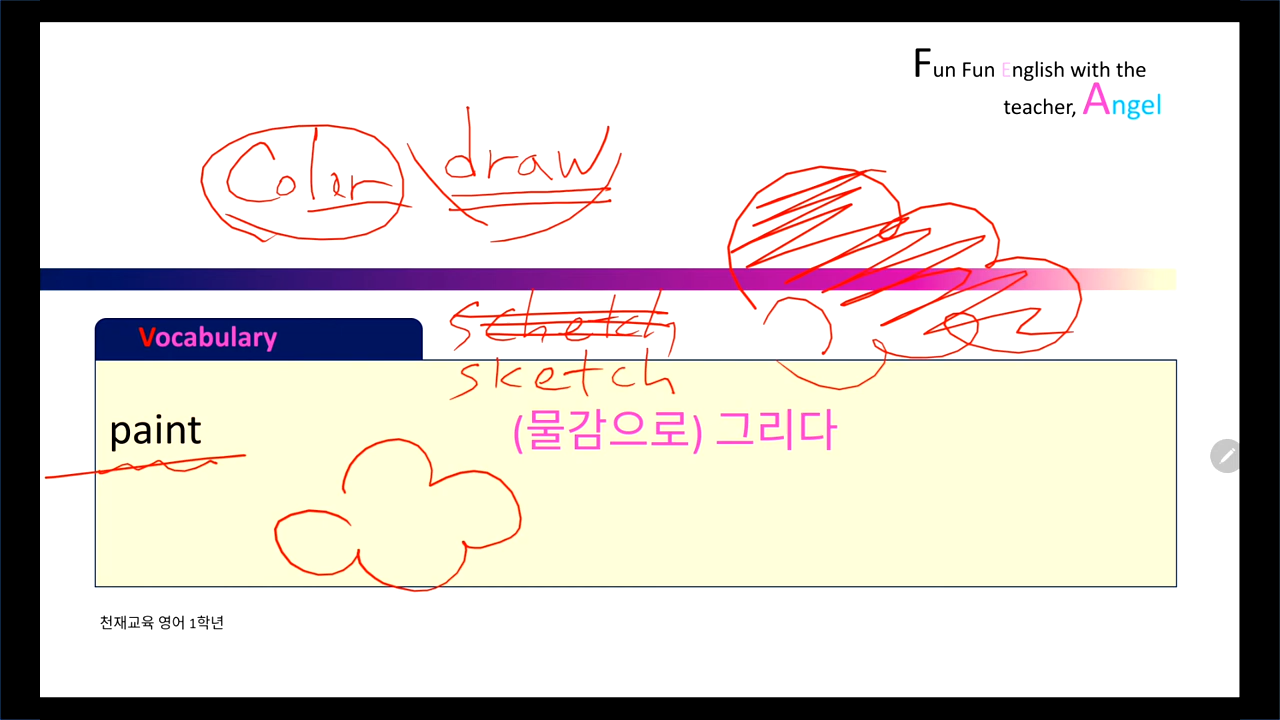 Fun Fun English with the
teacher, Angel
Color draw
Vocabulary
schetch
sketch
paint (물감으로) 그리다
천재교육 영어 1학년